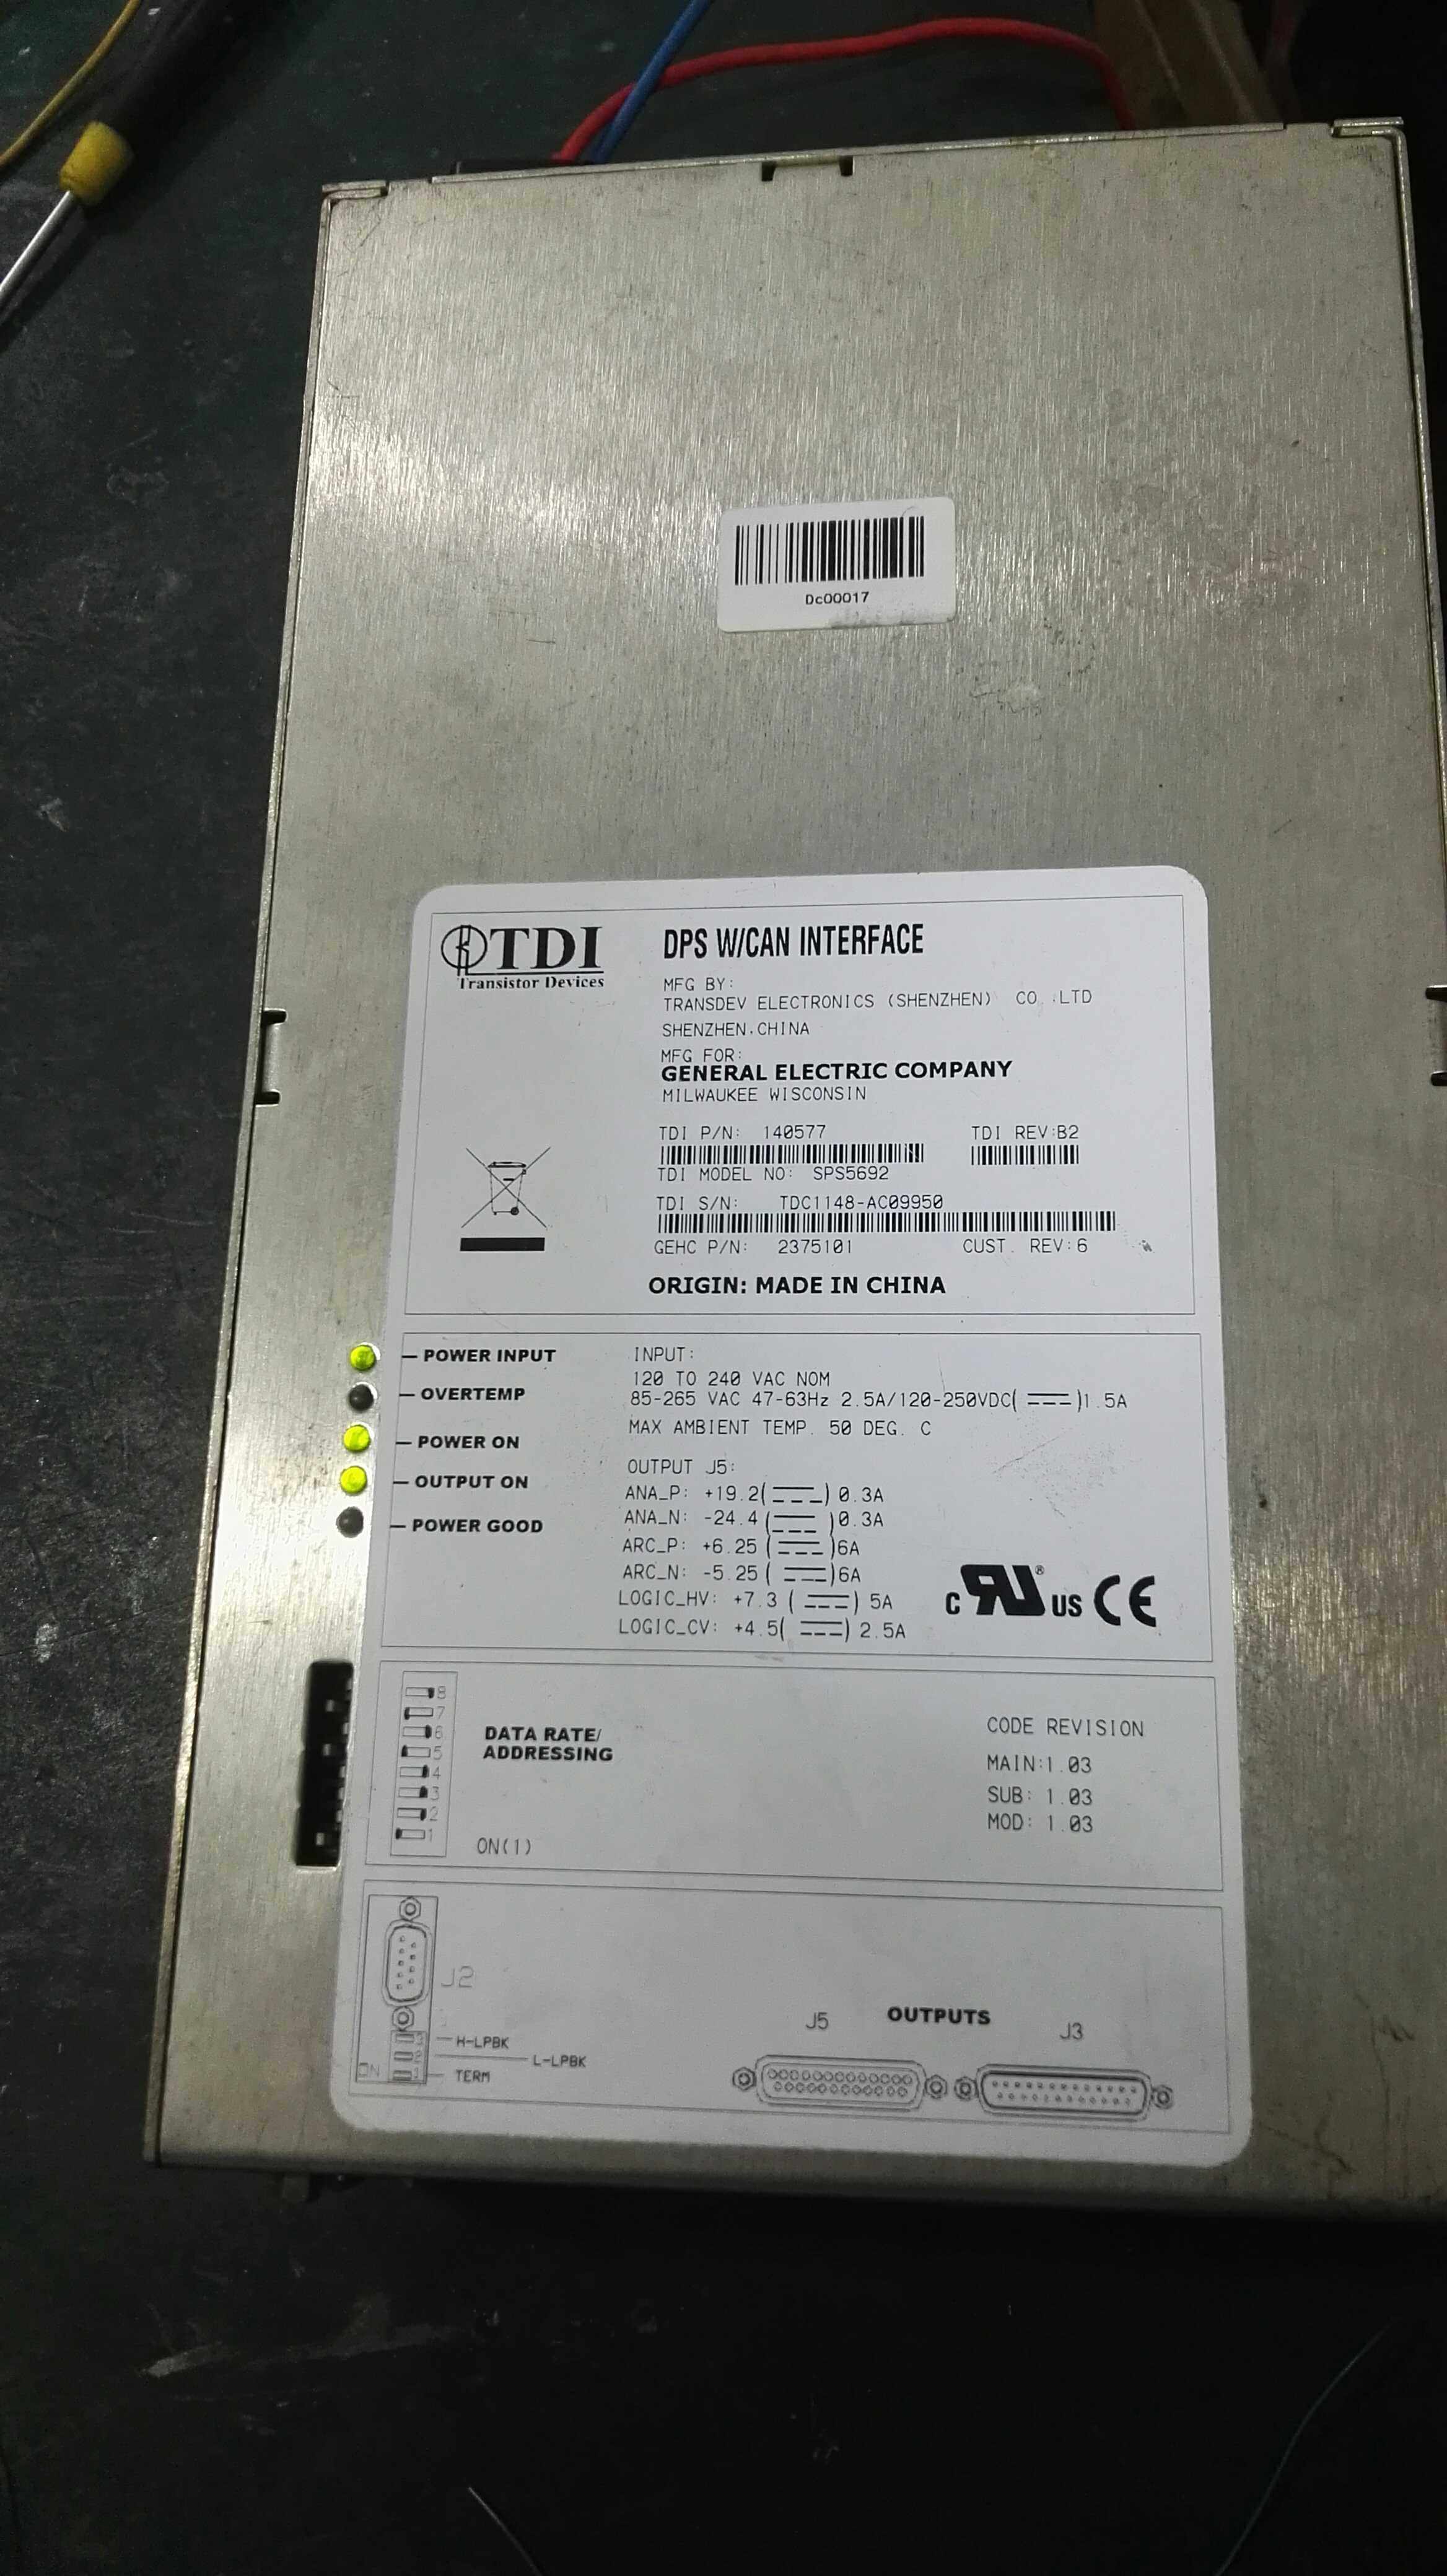 Dc00017
TDI
Transistor Devices
DPS W/CAN INTERFACE
MFG BY:
TRANSDEV ELECTRONICS (SHENZHEN) CO.,LTD
SHENZHEN,CHINA
MFG FOR:
GENERAL ELECTRIC COMPANY
MILWAUKEE WISCONSIN
TDI P/N: 140577 TDI REV:B2
TDI MODEL NO: SPS5692
TDI S/N: TDC1148-AC09950
GEHC P/N: 2375101 CUST. REV:6
ORIGIN: MADE IN CHINA
POWER INPUT
OVERTEMP
POWER ON
OUTPUT ON
POWER GOOD
INPUT:
120 TO 240 VAC NOM
85-265 VAC 47-63Hz 2.5A/120-250VDC( ⎓ )1.5A
MAX AMBIENT TEMP. 50 DEG. C
OUTPUT J5:
ANA_P: +19.2( ⎓ ) 0.3A
ANA_N: -24.4 ( ⎓ )0.3A
ARC_P: +6.25 ( ⎓ )6A
ARC_N: -5.25 ( ⎓ )6A
LOGIC_HV: +7.3 ( ⎓ ) 5A
LOGIC_CV: +4.5( ⎓ ) 2.5A
c RU® US CE
8
7
6
5
4
3
2
1
DATA RATE/
ADDRESSING
ON(1)
CODE REVISION
MAIN:1.03
SUB: 1.03
MOD: 1.03
J2
H-LPBK
L-LPBK
TERM
ON
OUTPUTS
J5
J3